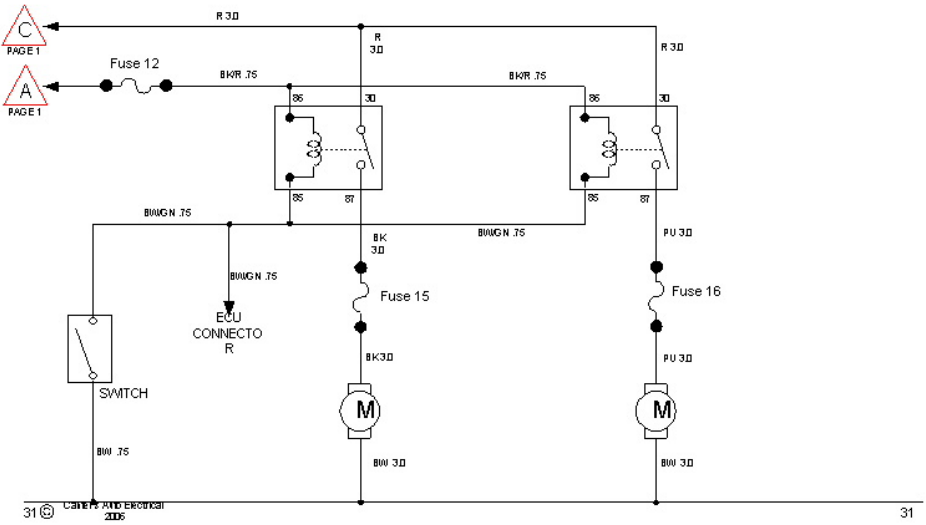 R 3.0
C
PAGE 1
R
3.0
R 3.0
Fuse 12
BK/R .75
BK/R .75
A
PAGE 1
86
30
86
30
85
87
85
87
BW/GN .75
BW/GN .75
BK
3.0
PU 3.0
BW/GN .75
Fuse 15
Fuse 16
ECU
CONNECTO
R
BK 3.0
PU 3.0
SWITCH
M
M
BW .75
BW 3.0
BW 3.0
31 ©
Auto Electrical
2006
31